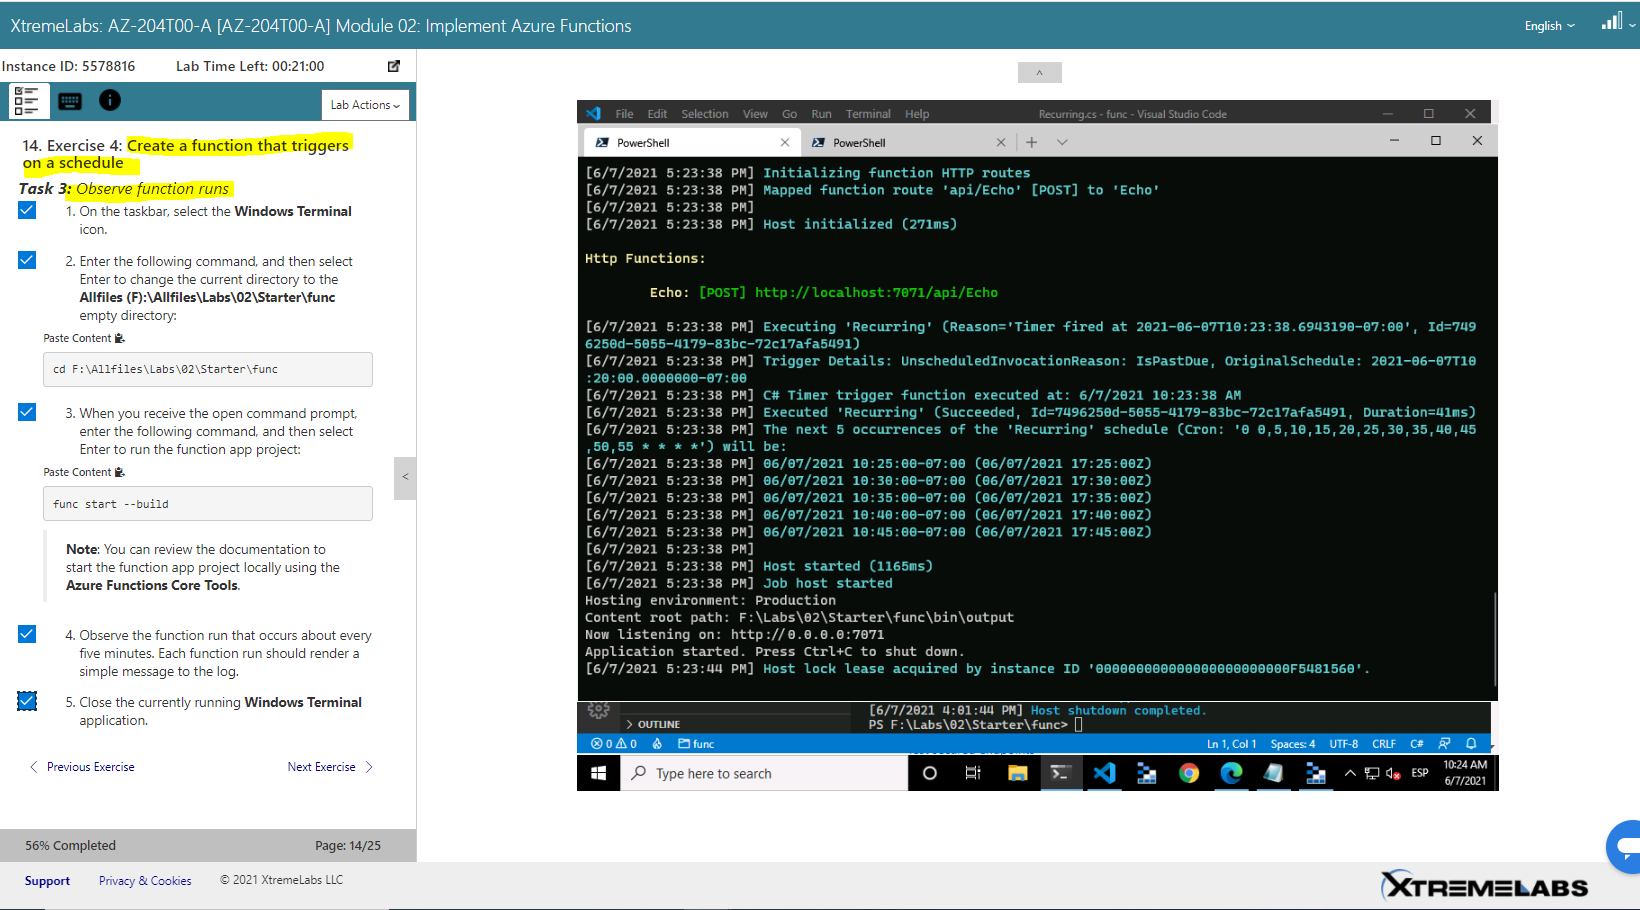 XtremeLabs: AZ-204T00-A [AZ-204T00-A] Module 02: Implement Azure Functions
English
Instance ID: 5578816
Lab Time Left: 00:21:00
Lab Actions
14. Exercise 4: Create a function that triggers
on a schedule
Task 3: Observe function runs
1. On the taskbar, select the Windows Terminal
icon.
2. Enter the following command, and then select
Enter to change the current directory to the
Allfiles (F):\Allfiles\Labs\02\Starter\func
empty directory:
Paste Content
cd F:\Allfiles\Labs\02\Starter\func
3. When you receive the open command prompt,
enter the following command, and then select
Enter to run the function app project:
Paste Content
func start --build
Note: You can review the documentation to
start the function app project locally using the
Azure Functions Core Tools.
4. Observe the function run that occurs about every
five minutes. Each function run should render a
simple message to the log.
5. Close the currently running Windows Terminal
application.
< Previous Exercise
Next Exercise >
56% Completed
Page: 14/25
Support
Privacy & Cookies
© 2021 XtremeLabs LLC
File Edit Selection View Go Run Terminal Help
Recurring.cs - func - Visual Studio Code
PowerShell
PowerShell
[6/7/2021 5:23:38 PM] Initializing function HTTP routes
[6/7/2021 5:23:38 PM] Mapped function route 'api/Echo' [POST] to 'Echo'
[6/7/2021 5:23:38 PM]
[6/7/2021 5:23:38 PM] Host initialized (271ms)
Http Functions:
Echo: [POST] http://localhost:7071/api/Echo
[6/7/2021 5:23:38 PM] Executing 'Recurring' (Reason='Timer fired at 2021-06-07T10:23:38.6943190-07:00', Id=749
6250d-5055-4179-83bc-72c17afa5491)
[6/7/2021 5:23:38 PM] Trigger Details: UnscheduledInvocationReason: IsPastDue, OriginalSchedule: 2021-06-07T10
:20:00.0000000-07:00
[6/7/2021 5:23:38 PM] C# Timer trigger function executed at: 6/7/2021 10:23:38 AM
[6/7/2021 5:23:38 PM] Executed 'Recurring' (Succeeded, Id=7496250d-5055-4179-83bc-72c17afa5491, Duration=41ms)
[6/7/2021 5:23:38 PM] The next 5 occurrences of the 'Recurring' schedule (Cron: '0 0,5,10,15,20,25,30,35,40,45
,50,55 * * * *') will be:
[6/7/2021 5:23:38 PM] 06/07/2021 10:25:00-07:00 (06/07/2021 17:25:00Z)
[6/7/2021 5:23:38 PM] 06/07/2021 10:30:00-07:00 (06/07/2021 17:30:00Z)
[6/7/2021 5:23:38 PM] 06/07/2021 10:35:00-07:00 (06/07/2021 17:35:00Z)
[6/7/2021 5:23:38 PM] 06/07/2021 10:40:00-07:00 (06/07/2021 17:40:00Z)
[6/7/2021 5:23:38 PM] 06/07/2021 10:45:00-07:00 (06/07/2021 17:45:00Z)
[6/7/2021 5:23:38 PM]
[6/7/2021 5:23:38 PM] Host started (1165ms)
[6/7/2021 5:23:38 PM] Job host started
Hosting environment: Production
Content root path: F:\Labs\02\Starter\func\bin\output
Now listening on: http://0.0.0.0:7071
Application started. Press Ctrl+C to shut down.
[6/7/2021 5:23:44 PM] Host lock lease acquired by instance ID '000000000000000000000000F5481560'.
[6/7/2021 4:01:44 PM] Host shutdown completed.
> OUTLINE
PS F:\Labs\02\Starter\func>
0 0 func
Ln 1, Col 1 Spaces: 4 UTF-8 CRLF C#
Type here to search
ESP
10:24 AM
6/7/2021
XTREMELABS